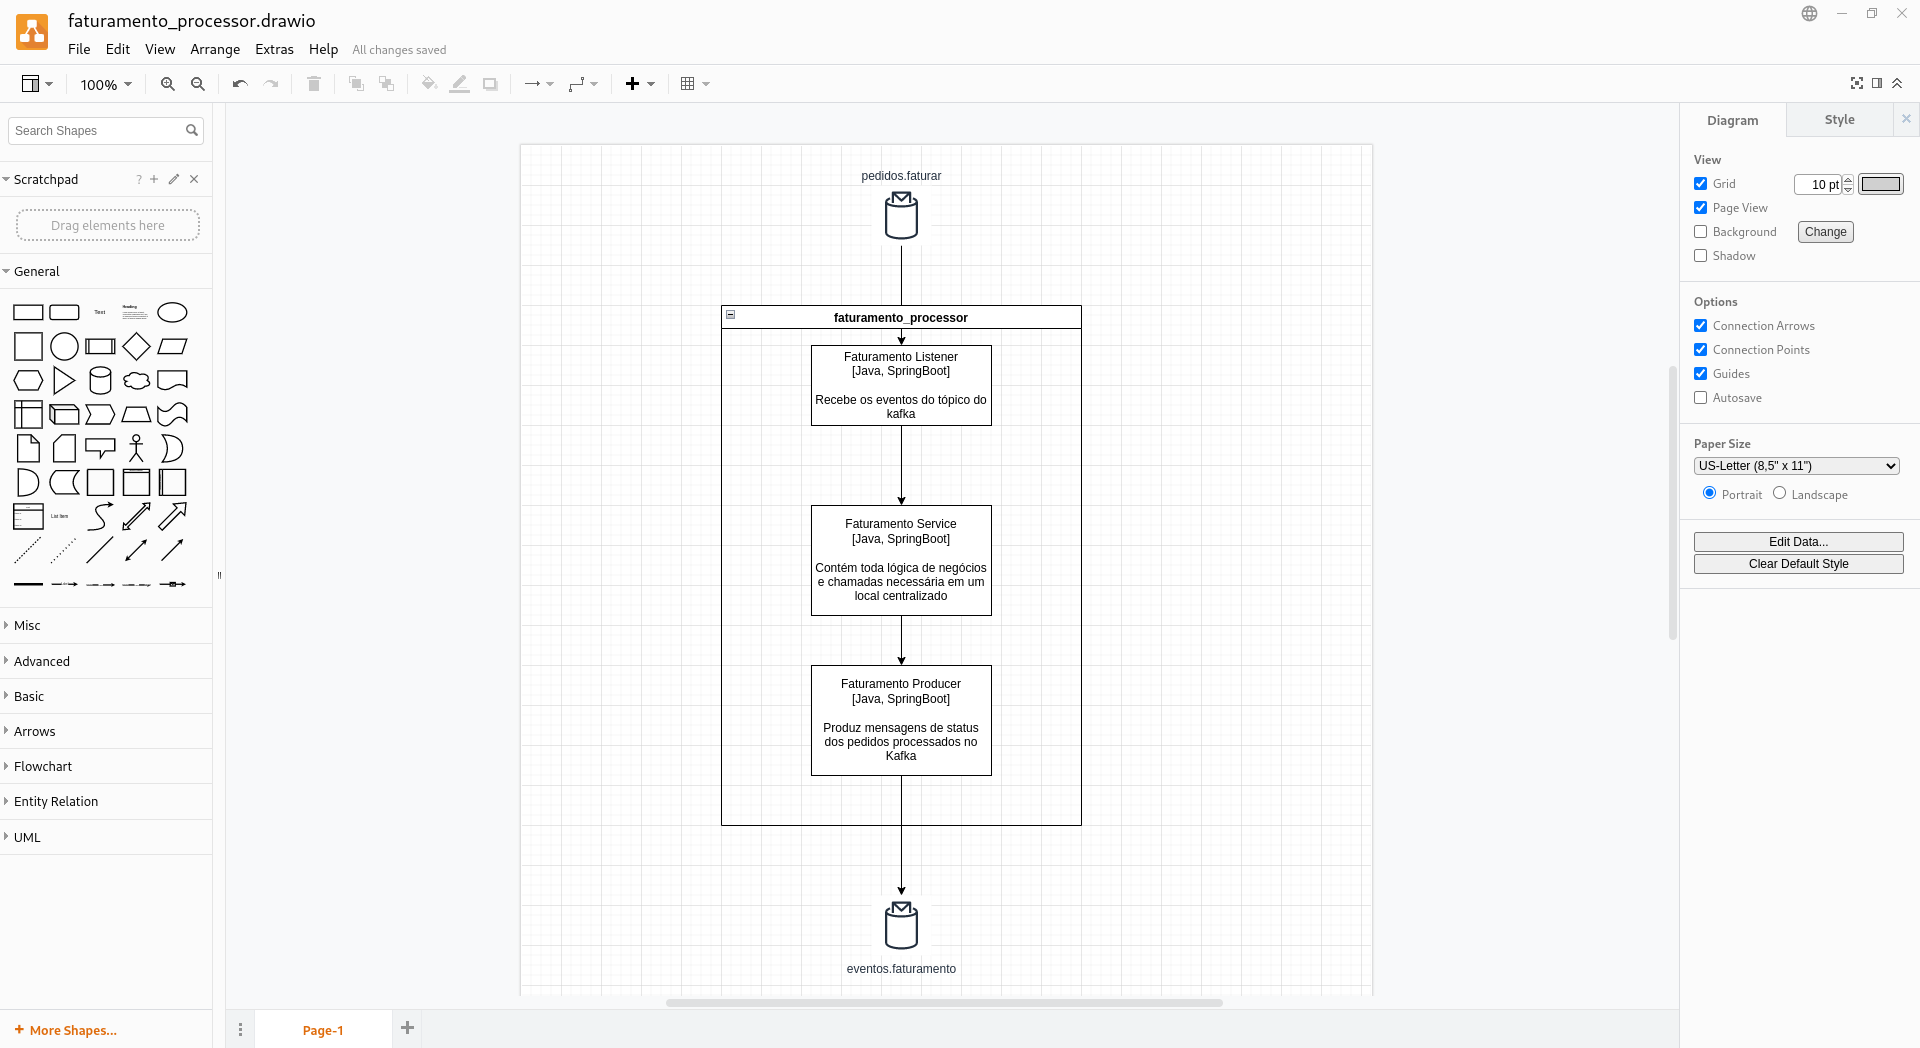 faturamento_processor.drawio
File Edit View Arrange Extras Help All changes saved
100%
Search Shapes
Scratchpad
?
Drag elements here
General
Text
Heading
List Item
Misc
Advanced
Basic
Arrows
Flowchart
Entity Relation
UML
More Shapes...
pedidos.faturar
faturamento_processor
Faturamento Listener
[Java, SpringBoot]
Recebe os eventos do tópico do
kafka
Faturamento Service
[Java, SpringBoot]
Contém toda lógica de negócios
e chamadas necessária em um
local centralizado
Faturamento Producer
[Java, SpringBoot]
Produz mensagens de status
dos pedidos processados no
Kafka
eventos.faturamento
Page-1
Diagram Style
View
Grid 10 pt
Page View
Background Change
Shadow
Options
Connection Arrows
Connection Points
Guides
Autosave
Paper Size
US-Letter (8,5" x 11")
Portrait Landscape
Edit Data...
Clear Default Style